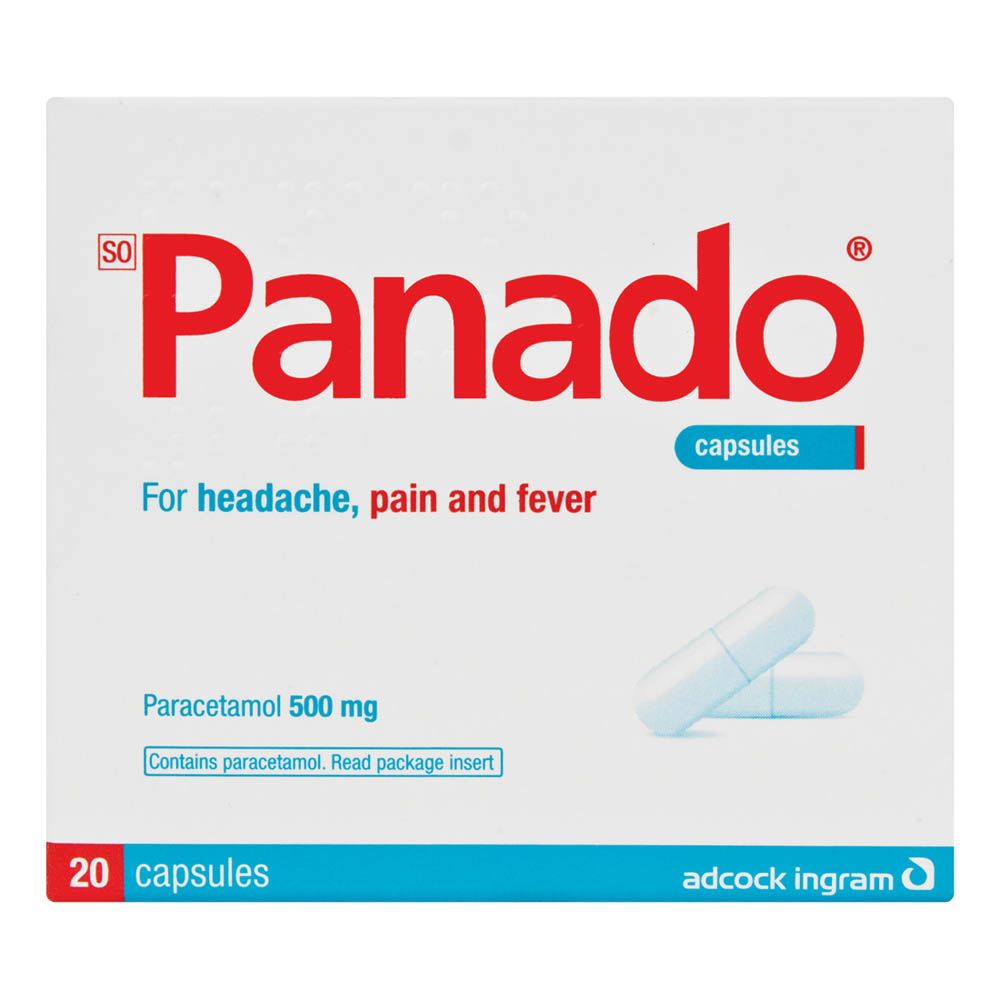 S0
Panado®
capsules
For headache, pain and fever
Paracetamol 500 mg
Contains paracetamol. Read package insert
20 capsules
adcock ingram